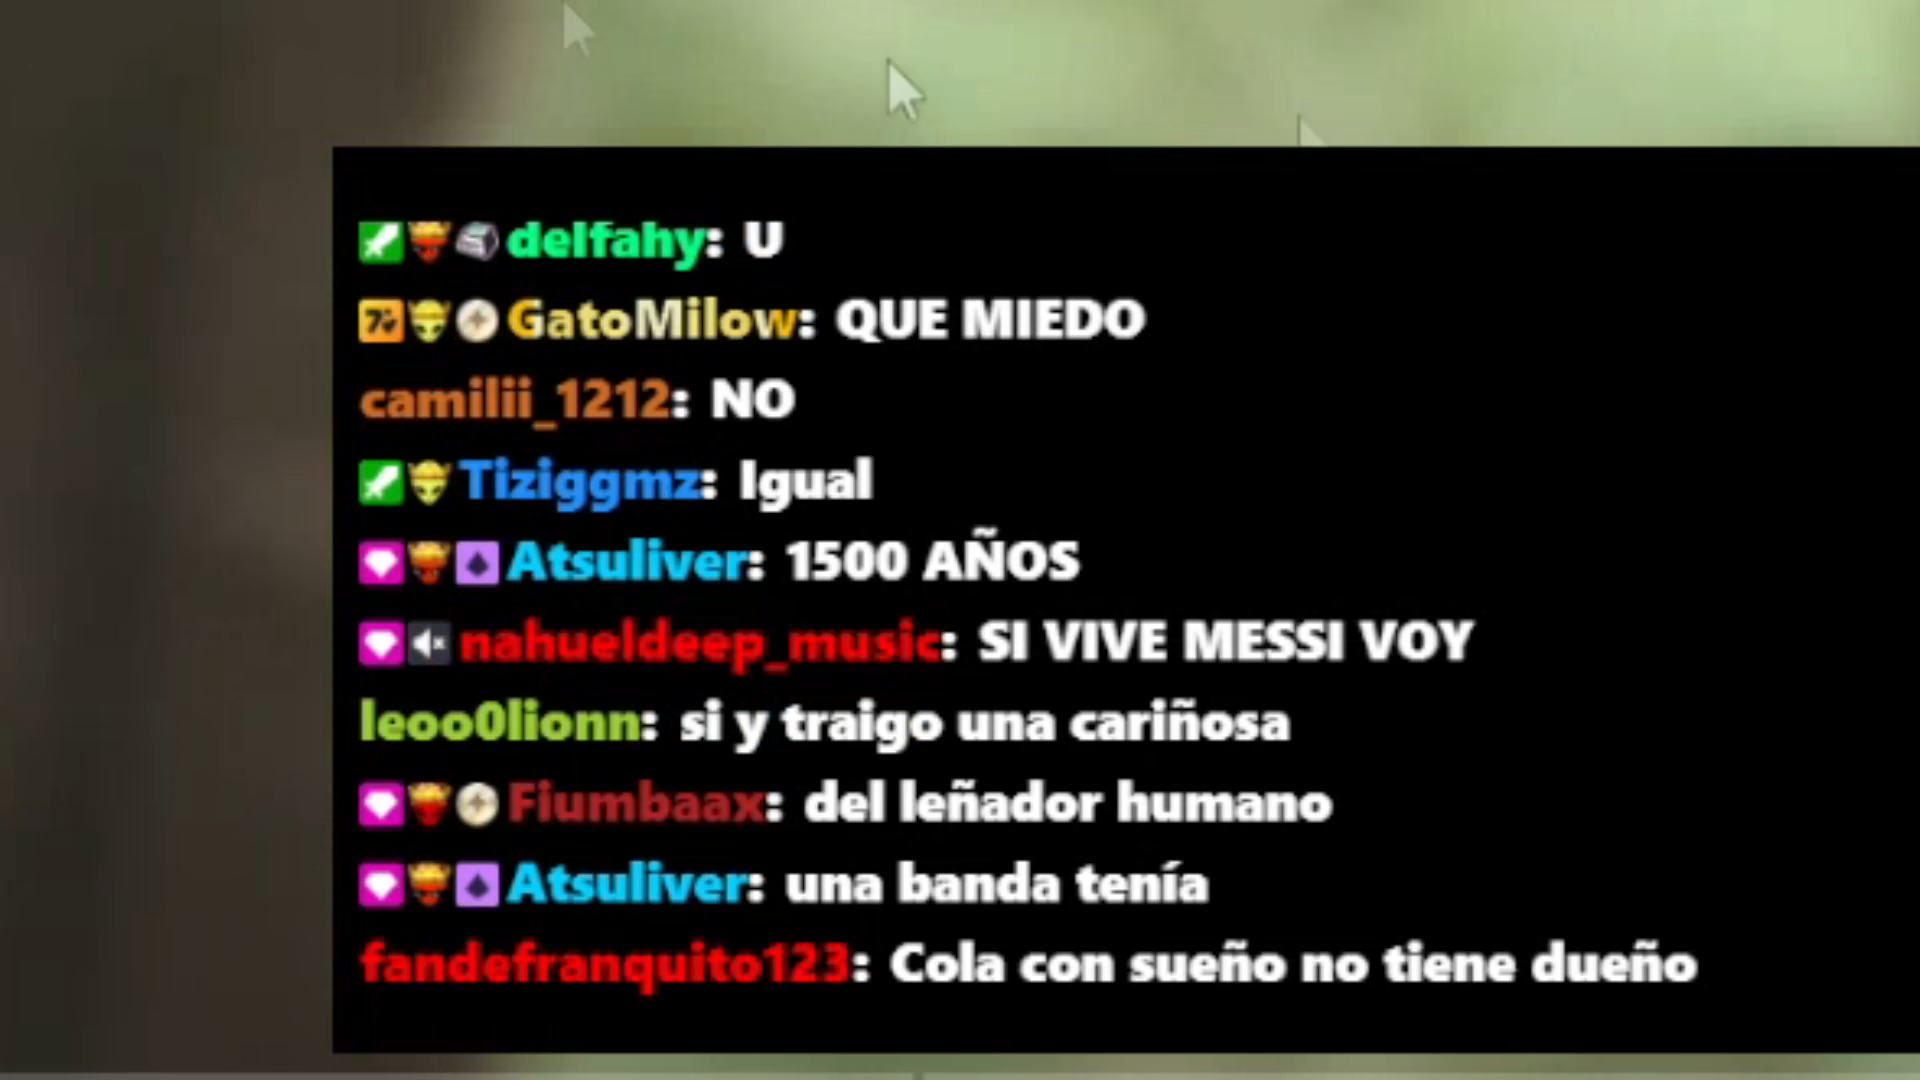 delfahy: U
GatoMilow: QUE MIEDO
camilii_1212: NO
Tiziggmz: Igual
Atsuliver: 1500 AÑOS
nahueldeep_music: SI VIVE MESSI VOY
leoo0lionn: si y traigo una cariñosa
Fiumbaax: del leñador humano
Atsuliver: una banda tenía
fandefranquito123: Cola con sueño no tiene dueño